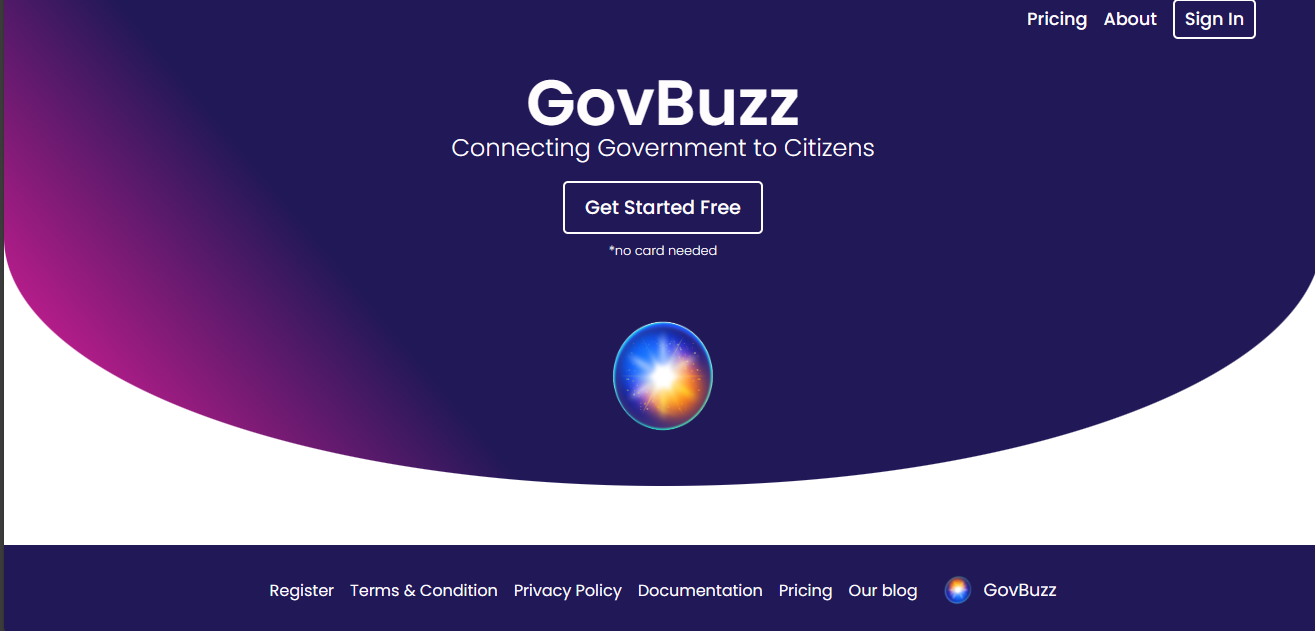 Pricing About Sign In
GovBuzz
Connecting Government to Citizens
Get Started Free
*no card needed
Register Terms & Condition Privacy Policy Documentation Pricing Our blog GovBuzz